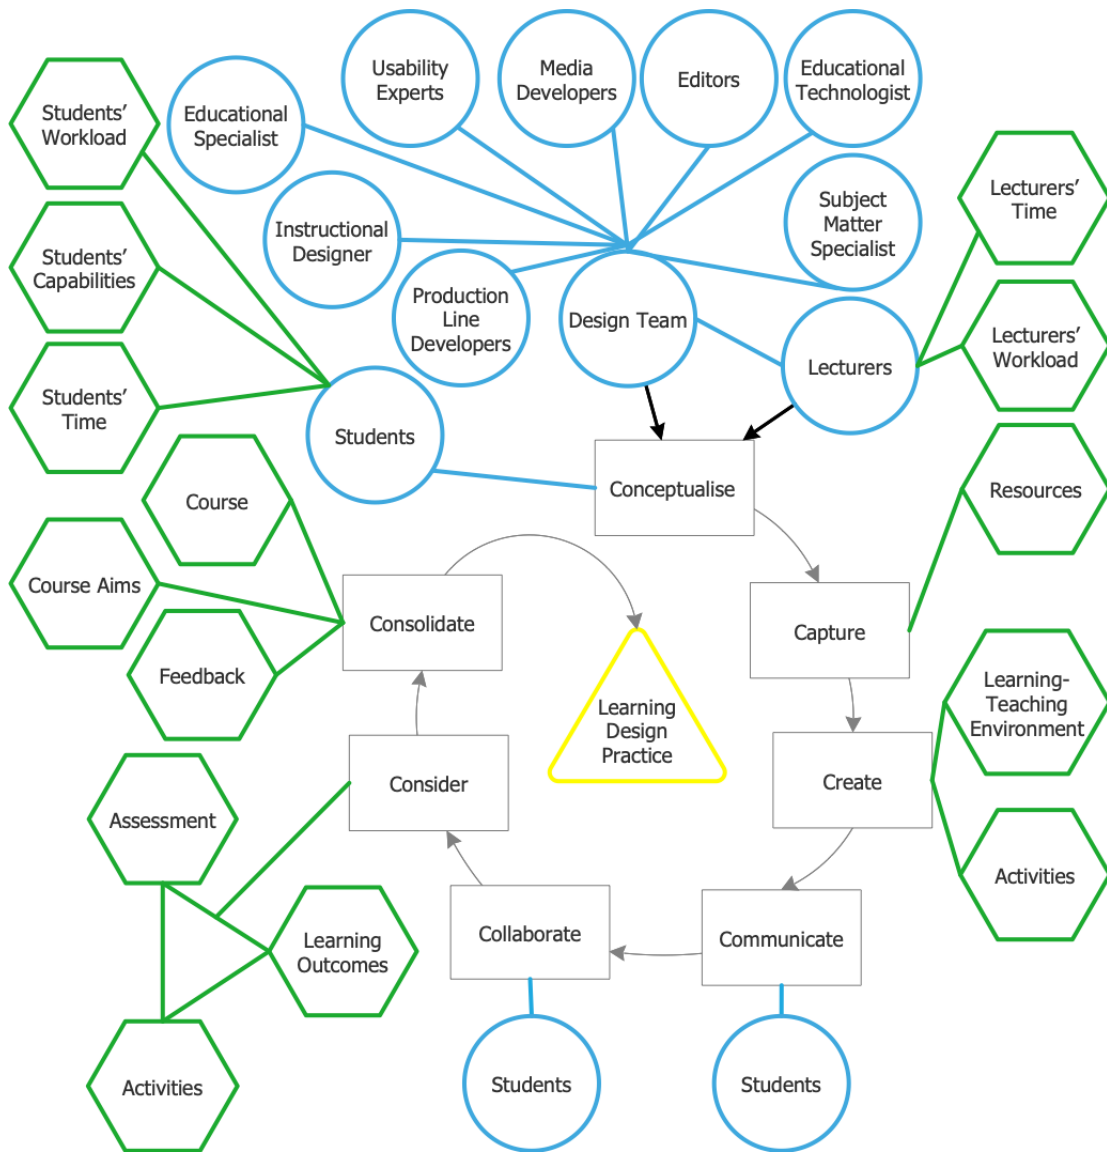 Usability
Experts
Media
Developers
Editors
Educational
Technologist
Students'
Workload
Educational
Specialist
Lecturers'
Time
Subject
Matter
Specialist
Instructional
Designer
Students'
Capabilities
Production
Line
Developers
Design Team
Lecturers
Lecturers'
Workload
Students'
Time
Students
Conceptualise
Resources
Course
Course Aims
Feedback
Consolidate
Capture
Learning-
Teaching
Environment
Learning
Design
Practice
Consider
Create
Assessment
Activities
Learning
Outcomes
Collaborate
Communicate
Activities
Students
Students